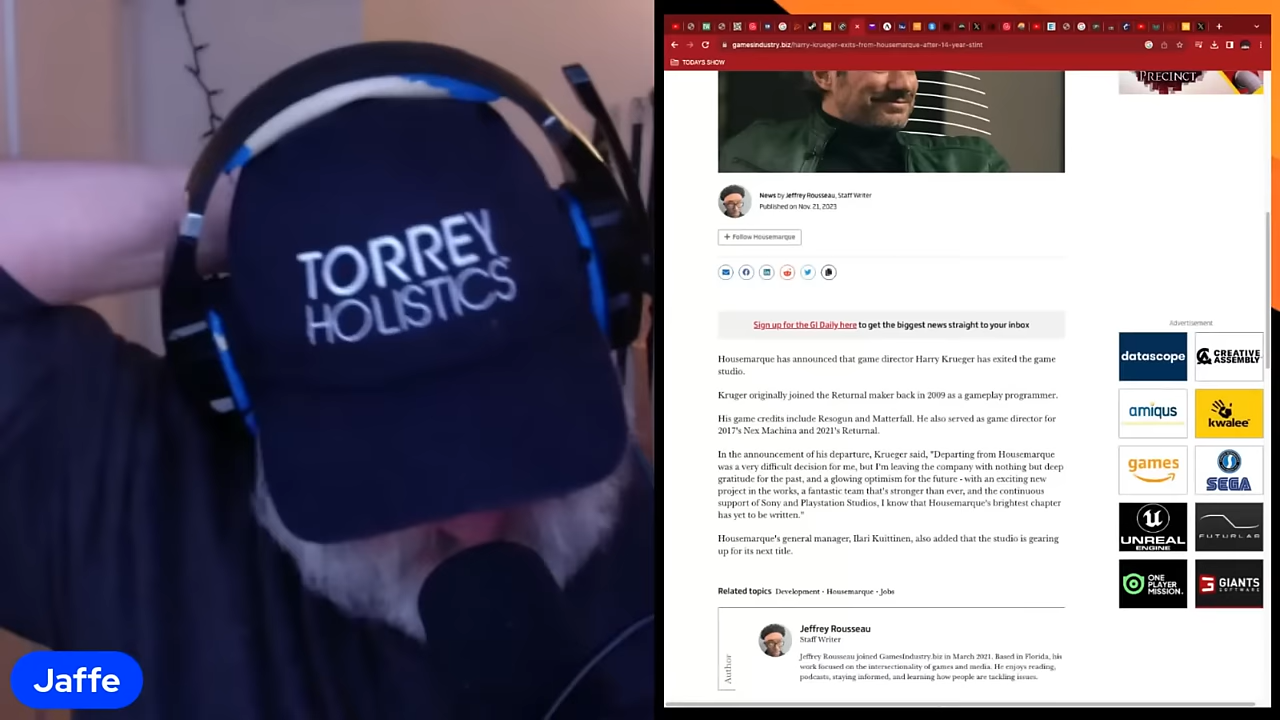 gamesindustry.biz/harry-krueger-exits-from-housemarque-after-14-year-stint
TODAYS SHOW
PRECINCT
News by Jeffrey Rousseau, Staff Writer
Published on Nov. 21, 2023
+ Follow Housemarque
Sign up for the GI Daily here to get the biggest news straight to your inbox
Housemarque has announced that game director Harry Krueger has exited the game
studio.
Kruger originally joined the Returnal maker back in 2009 as a gameplay programmer.
His game credits include Resogun and Matterfall. He also served as game director for
2017's Nex Machina and 2021's Returnal.
In the announcement of his departure, Krueger said, "Departing from Housemarque
was a very difficult decision for me, but I'm leaving the company with nothing but deep
gratitude for the past, and a glowing optimism for the future - with an exciting new
project in the works, a fantastic team that's stronger than ever, and the continuous
support of Sony and Playstation Studios, I know that Housemarque's brightest chapter
has yet to be written."
Housemarque's general manager, Ilari Kuittinen, also added that the studio is gearing
up for its next title.
Related topics Development • Housemarque • Jobs
Author
Jeffrey Rousseau
Staff Writer
Jeffrey Rousseau joined GamesIndustry.biz in March 2021. Based in Florida, his
work focused on the intersectionality of games and media. He enjoys reading,
podcasts, staying informed, and learning how people are tackling issues.
Advertisement
datascope
CREATIVE
ASSEMBLY
amiqus
kwalee
games
SEGA
UNREAL
ENGINE
FUTURLAB
ONE
PLAYER
MISSION.
GIANTS
SOFTWARE
TORREY
Jaff